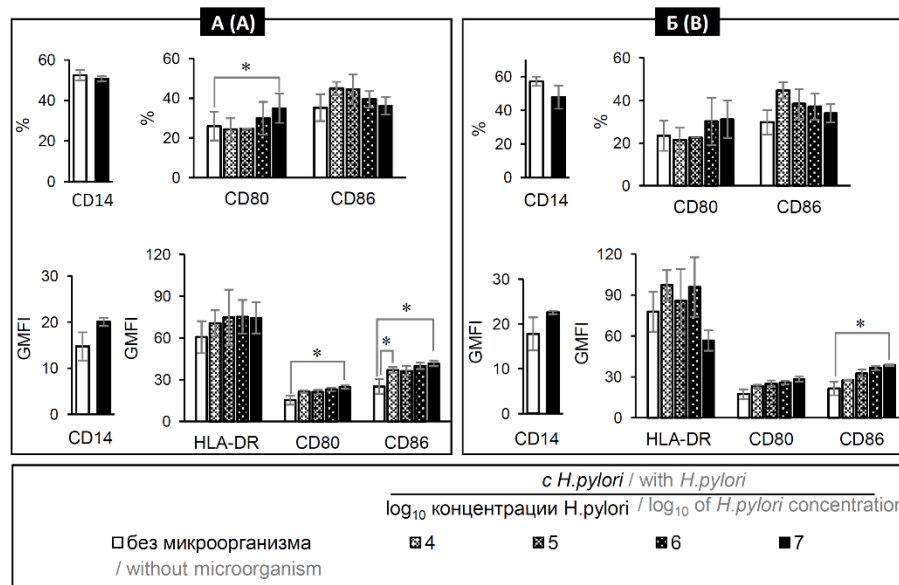 А (A)
60
40
20
0
%
CD14
60
40
20
0
%
*
CD80 CD86
30
20
10
0
GMFI
CD14
120
90
60
30
0
GMFI
*
*
*
HLA-DR CD80 CD86
Б (B)
80
60
40
20
0
%
CD14
60
40
20
0
%
CD80 CD86
30
20
10
0
GMFI
CD14
120
90
60
30
0
GMFI
*
HLA-DR CD80 CD86
с H.pylori / with H.pylori
log10 концентрации H.pylori / log10 of H.pylori concentration
без микроорганизма 4 5 6 7
/ without microorganism